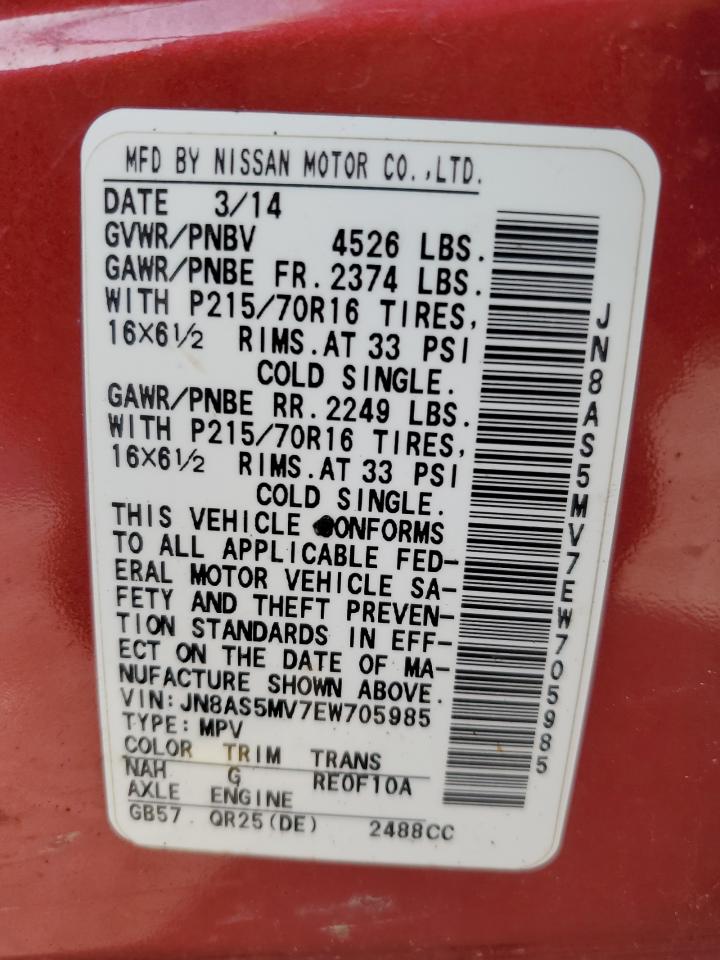 MFD BY NISSAN MOTOR CO.,LTD.
DATE 3/14
GVWR/PNBV 4526 LBS.
GAWR/PNBE FR.2374 LBS.
WITH P215/70R16 TIRES,
16X6½ RIMS.AT 33 PSI
COLD SINGLE.
GAWR/PNBE RR.2249 LBS.
WITH P215/70R16 TIRES,
16X6½ RIMS.AT 33 PSI
COLD SINGLE.
THIS VEHICLE CONFORMS
TO ALL APPLICABLE FED-
ERAL MOTOR VEHICLE SA-
FETY AND THEFT PREVEN-
TION STANDARDS IN EFF-
ECT ON THE DATE OF MA-
NUFACTURE SHOWN ABOVE.
VIN:JN8AS5MV7EW705985
TYPE:MPV
COLOR TRIM TRANS
NAH G RE0F10A
AXLE ENGINE
GB57 QR25(DE) 2488CC
JN8AS5MV7EW705985